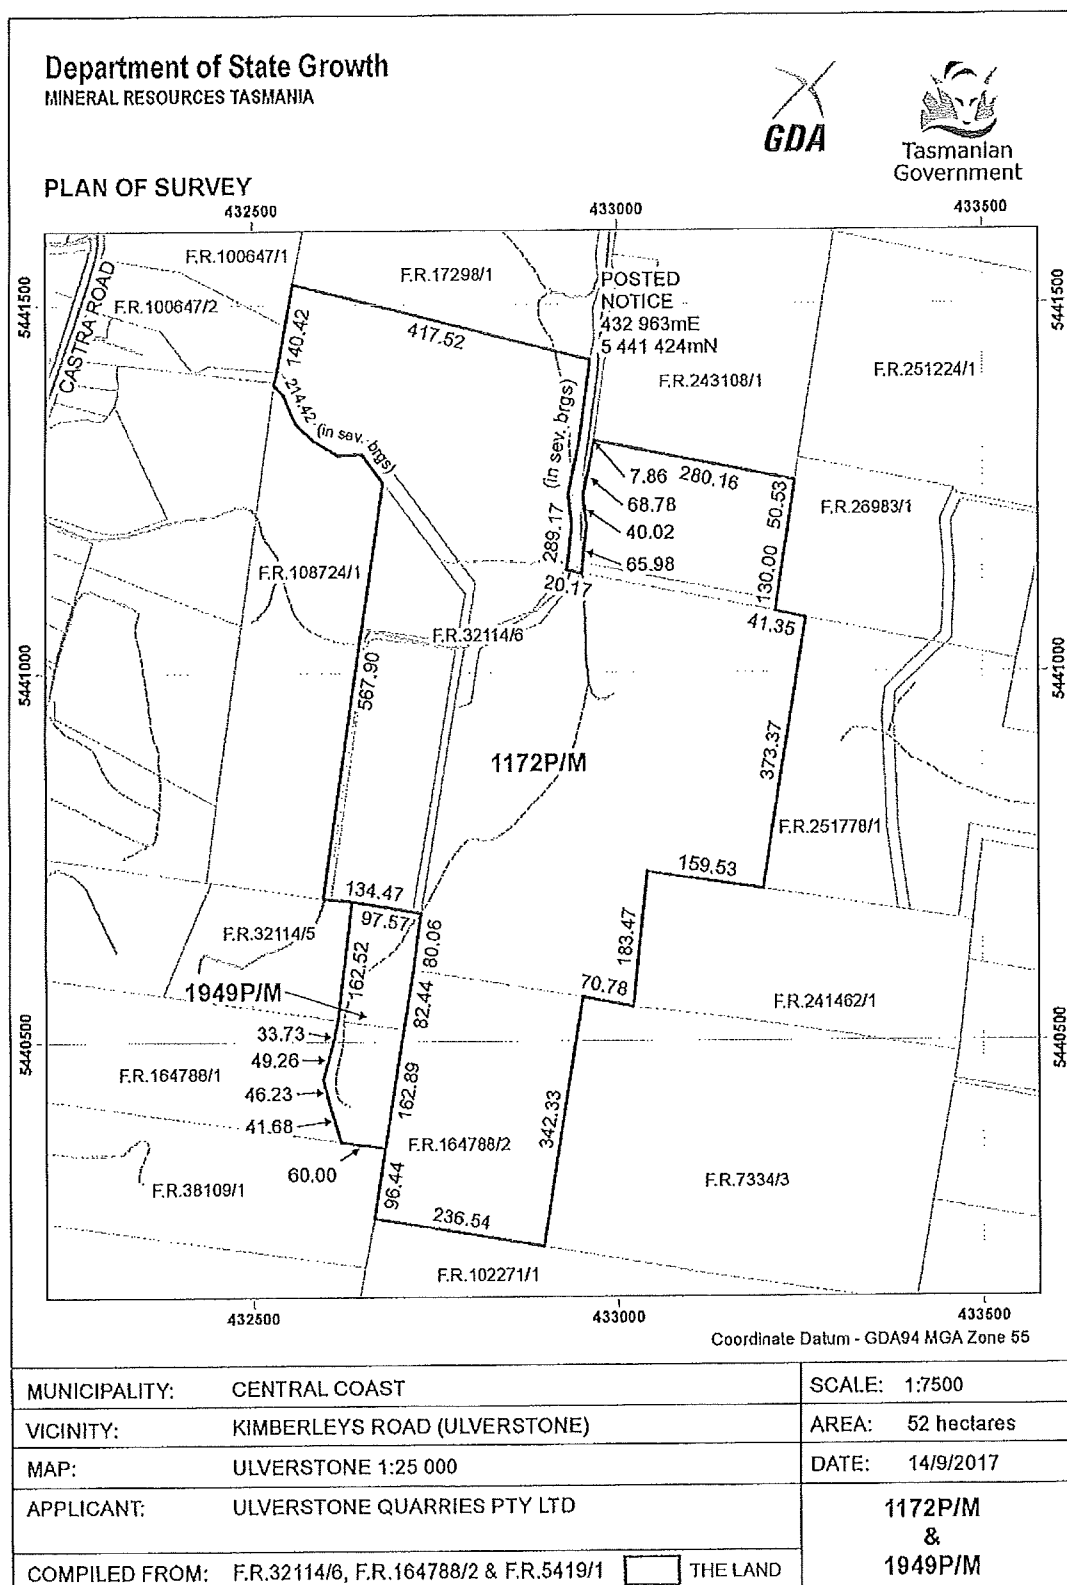 Department of State Growth
MINERAL RESOURCES TASMANIA
GDA
Tasmanian
Government
PLAN OF SURVEY
432500
433000
433500
5441500
5441500
5441000
5441000
5440500
5440500
F.R.100647/1
F.R.17298/1
F.R.100647/2
CASTRA ROAD
POSTED
NOTICE
432 963mE
5 441 424mN
F.R.243108/1
F.R.251224/1
140.42
417.52
214.42 (in sev. brgs)
289.17 (in sev. brgs)
7.86
68.78
40.02
65.98
280.16
50.53
130.00
F.R.26983/1
F.R.108724/1
20.17
41.35
F.R.32114/6
567.90
1172P/M
373.37
F.R.251778/1
159.53
134.47
97.57
F.R.32114/5
162.52
80.06
183.47
1949P/M
82.44
70.78
F.R.241462/1
33.73
49.26
F.R.164788/1
46.23
41.68
162.89
342.33
F.R.164788/2
60.00
96.44
F.R.38109/1
F.R.7334/3
236.54
F.R.102271/1
432500
433000
433500
Coordinate Datum - GDA94 MGA Zone 55
MUNICIPALITY: CENTRAL COAST
SCALE: 1:7500
VICINITY: KIMBERLEYS ROAD (ULVERSTONE)
AREA: 52 hectares
MAP: ULVERSTONE 1:25 000
DATE: 14/9/2017
APPLICANT: ULVERSTONE QUARRIES PTY LTD
1172P/M
&
1949P/M
COMPILED FROM: F.R.32114/6, F.R.164788/2 & F.R.5419/1
THE LAND